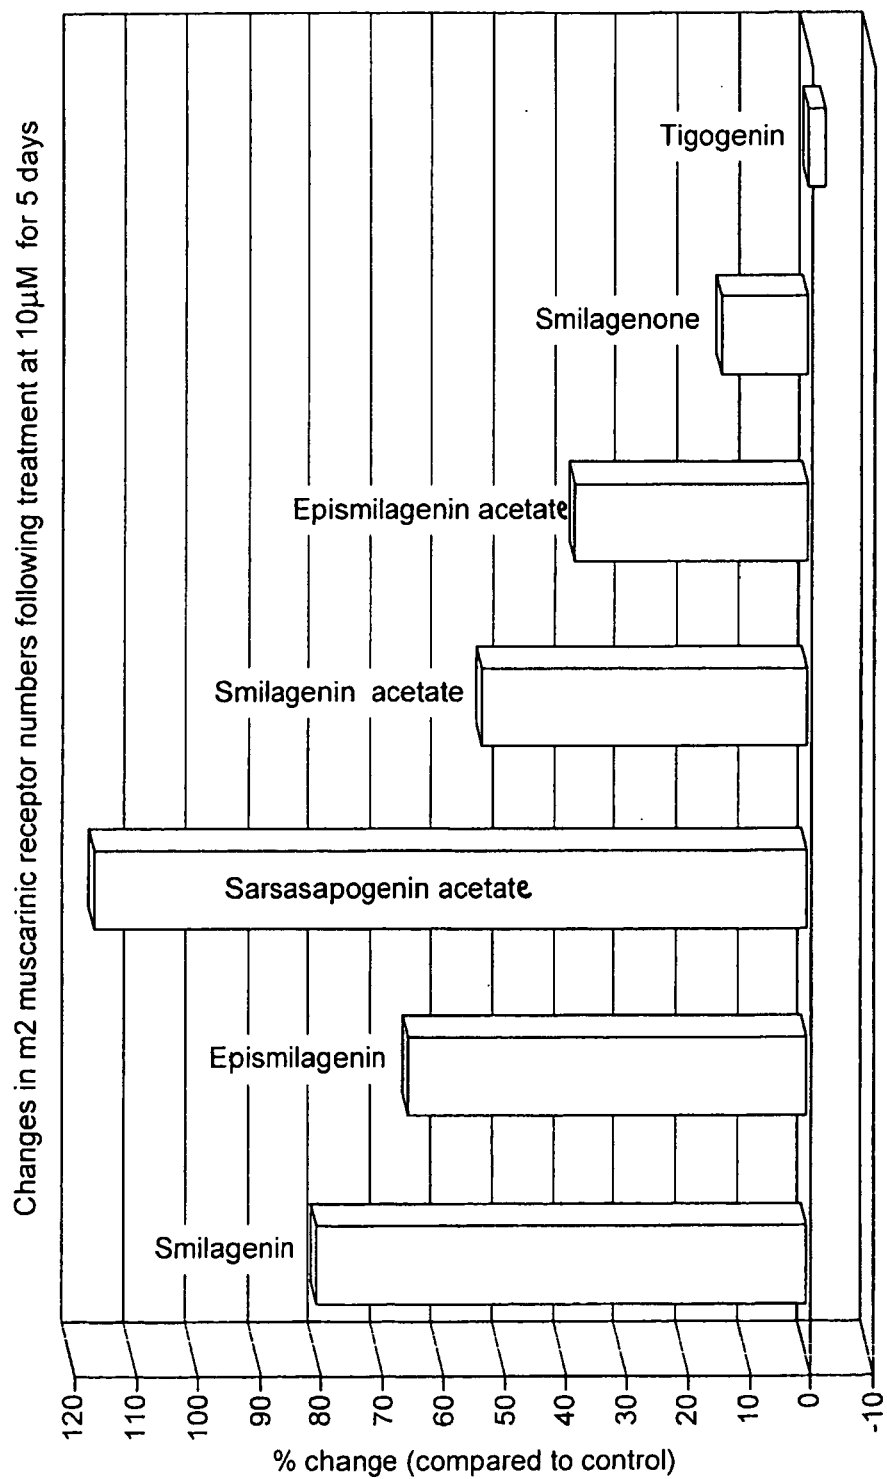 Changes in m2 muscarinic receptor numbers following treatment at 10µM for 5 days
% change (compared to control)
120
110
100
90
80
70
60
50
40
30
20
10
0
-10
Smilagenin
Epismilagenin
Sarsasapogenin acetate
Smilagenin acetate
Epismilagenin acetate
Smilagenone
Tigogenin